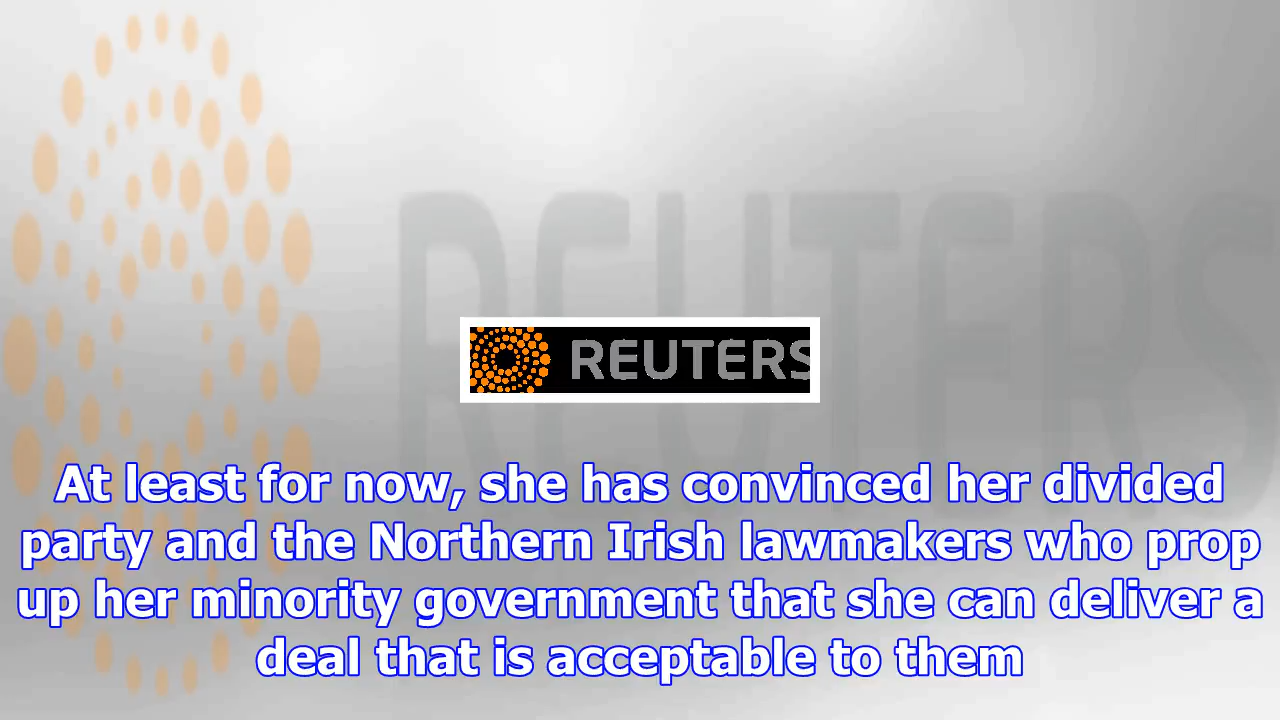 REUTERS
REUTERS
At least for now, she has convinced her divided
party and the Northern Irish lawmakers who prop
up her minority government that she can deliver a
deal that is acceptable to them